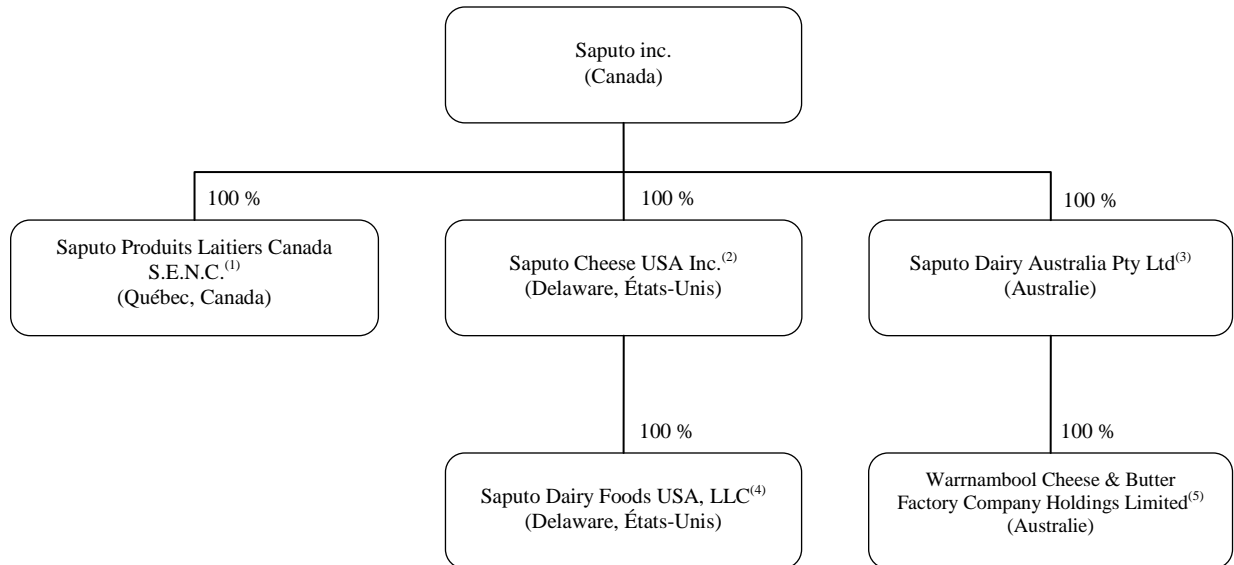 Saputo inc.
(Canada)
100 %
100 %
100 %
Saputo Produits Laitiers Canada
S.E.N.C.(1)
(Québec, Canada)
Saputo Cheese USA Inc.(2)
(Delaware, États-Unis)
Saputo Dairy Australia Pty Ltd(3)
(Australie)
100 %
100 %
Saputo Dairy Foods USA, LLC(4)
(Delaware, États-Unis)
Warrnambool Cheese & Butter
Factory Company Holdings Limited(5)
(Australie)